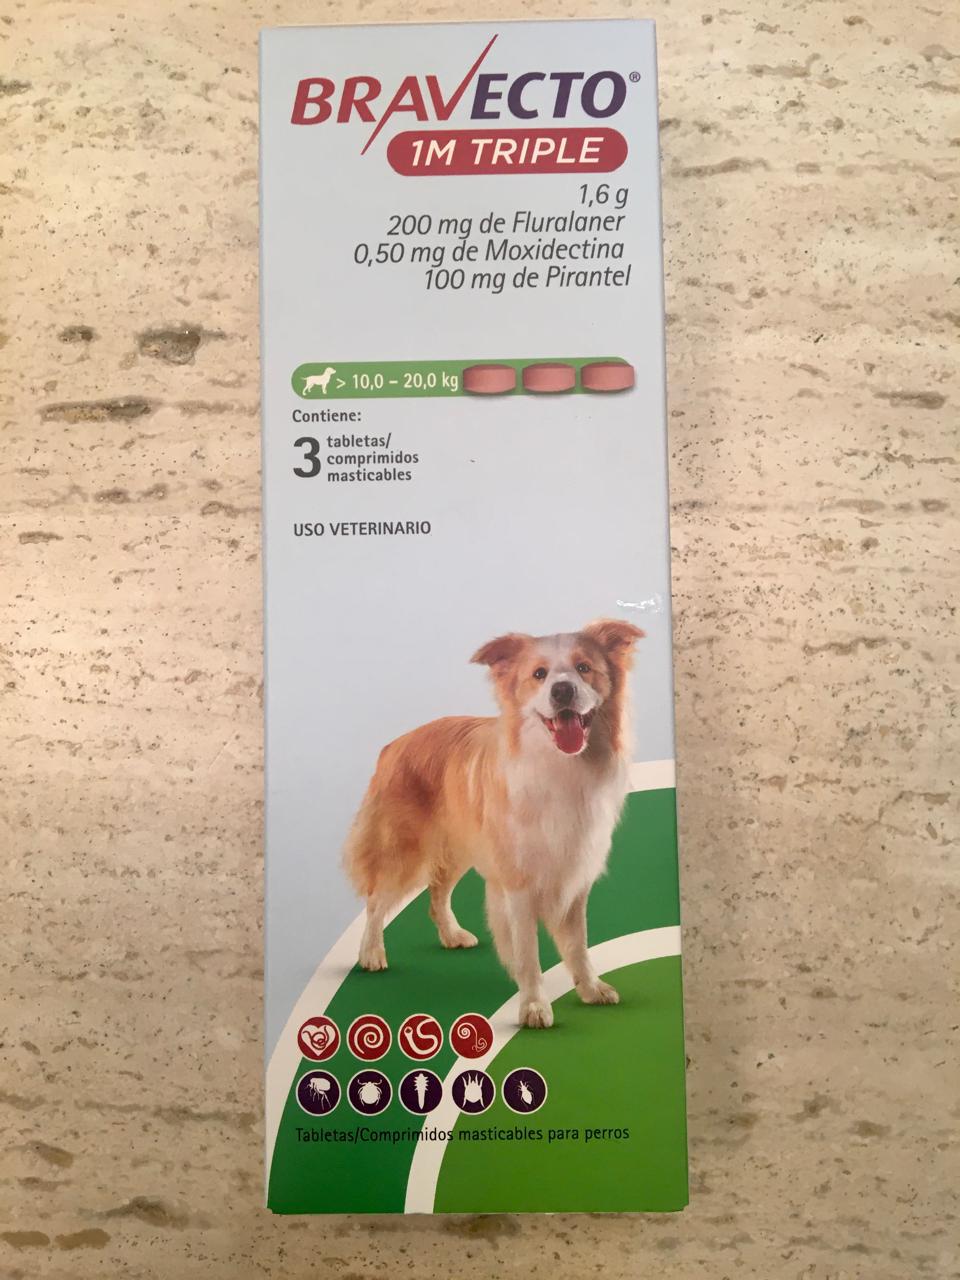 BRAVECTO®
1M TRIPLE
1,6 g
200 mg de Fluralaner
0,50 mg de Moxidectina
100 mg de Pirantel
> 10,0 – 20,0 kg
Contiene:
3 tabletas/
comprimidos
masticables
USO VETERINARIO
Tabletas/Comprimidos masticables para perros